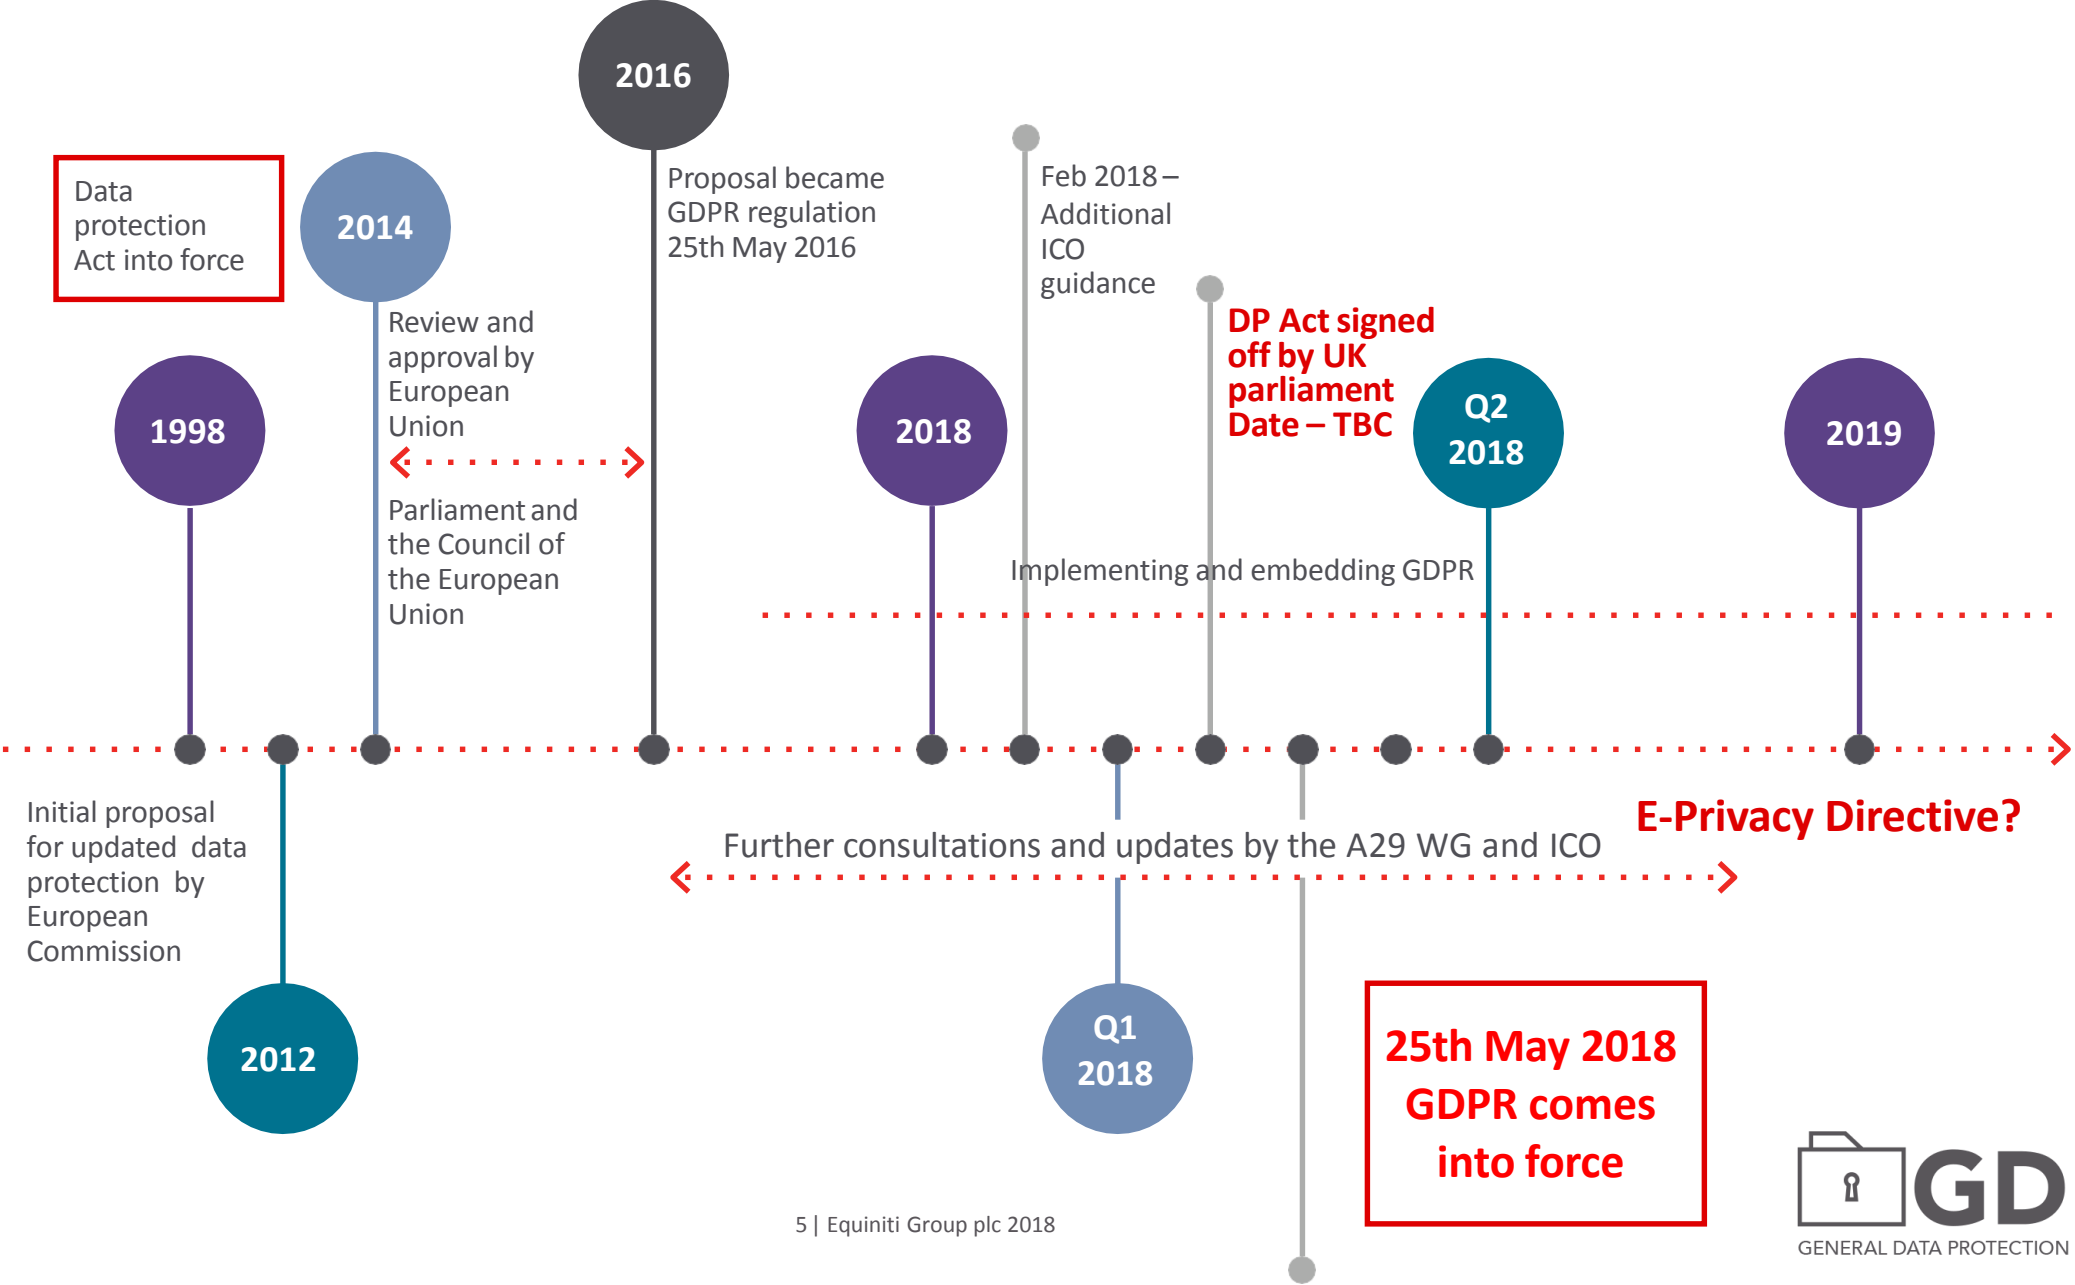 2016
Data
protection
Act into force
2014
Proposal became
GDPR regulation
25th May 2016
Feb 2018 –
Additional
ICO
guidance
Review and
approval by
European
Union
DP Act signed
off by UK
parliament
Date – TBC
1998
2018
Q2
2018
2019
Parliament and
the Council of
the European
Union
Implementing and embedding GDPR
Initial proposal
for updated data
protection by
European
Commission
E-Privacy Directive?
Further consultations and updates by the A29 WG and ICO
2012
Q1
2018
25th May 2018
GDPR comes
into force
5 | Equiniti Group plc 2018
GD
GENERAL DATA PROTECTION